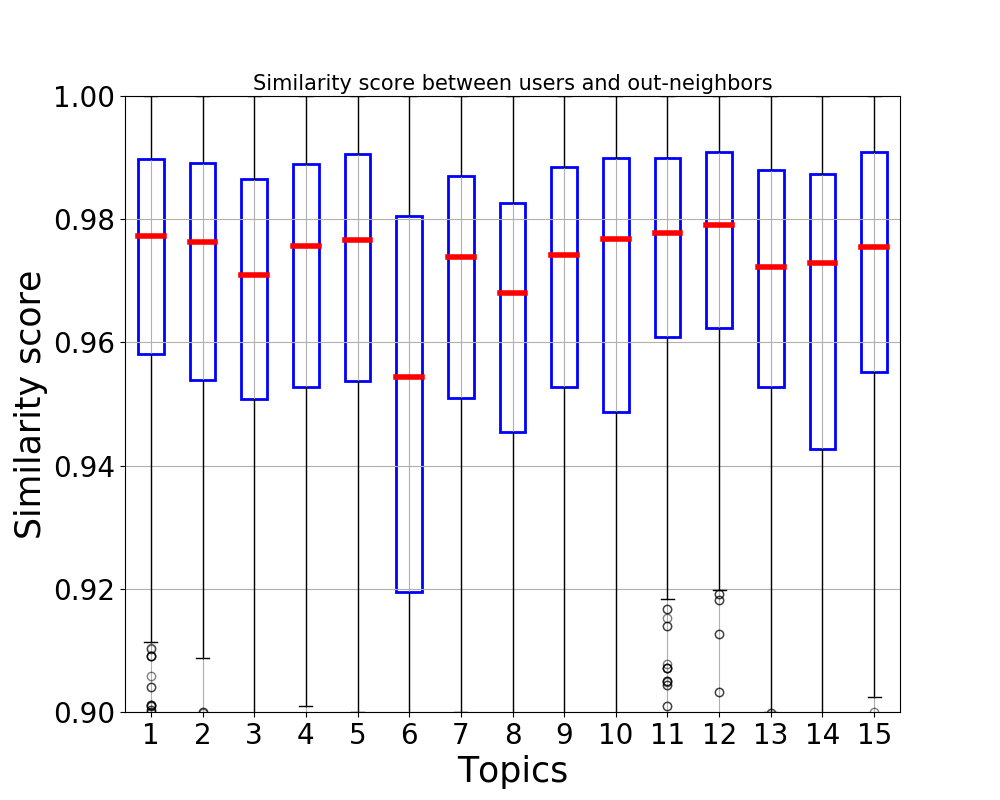 Similarity score between users and out-neighbors
1.00
0.98
0.96
0.94
0.92
0.90
Similarity score
1 2 3 4 5 6 7 8 9 10 11 12 13 14 15
Topics